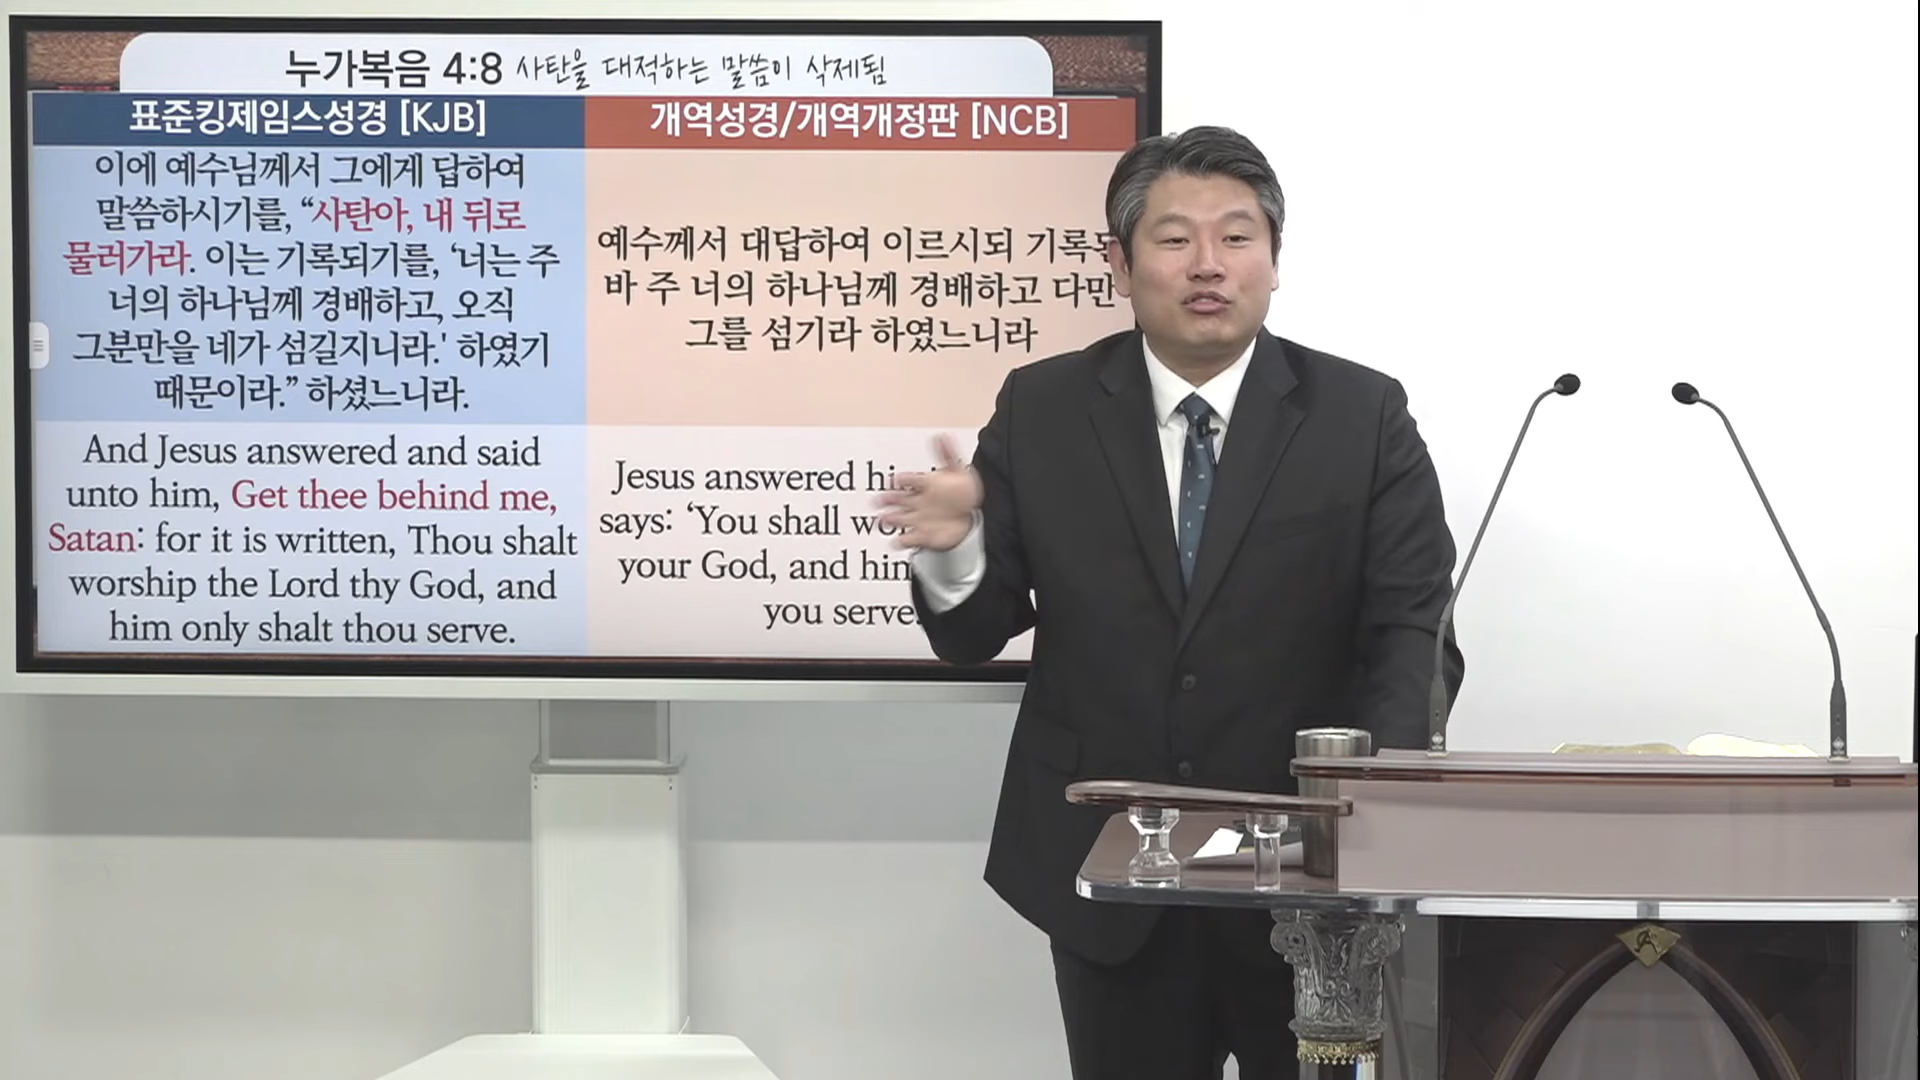 누가복음 4:8 사탄을 대적하는 말씀이 삭제됨
표준킹제임스성경 [KJB]
이에 예수님께서 그에게 답하여
말씀하시기를, “사탄아, 내 뒤로
물러가라. 이는 기록되기를, ‘너는 주
너의 하나님께 경배하고, 오직
그분만을 네가 섬길지니라.' 하였기
때문이라.” 하셨느니라.
And Jesus answered and said
unto him, Get thee behind me,
Satan: for it is written, Thou shalt
worship the Lord thy God, and
him only shalt thou serve.
개역성경/개역개정판 [NCB]
예수께서 대답하여 이르시되
바 주 너의 하나님께 경배하고 다만
그를 섬기라 하였느니라
Jesus answered
says: ‘You shall
your God, and
you serve.